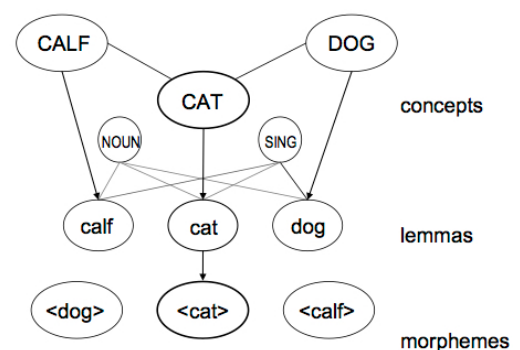 CALF DOG
CAT
concepts
NOUN SING
calf cat dog
lemmas
<dog> <cat> <calf>
morphemes